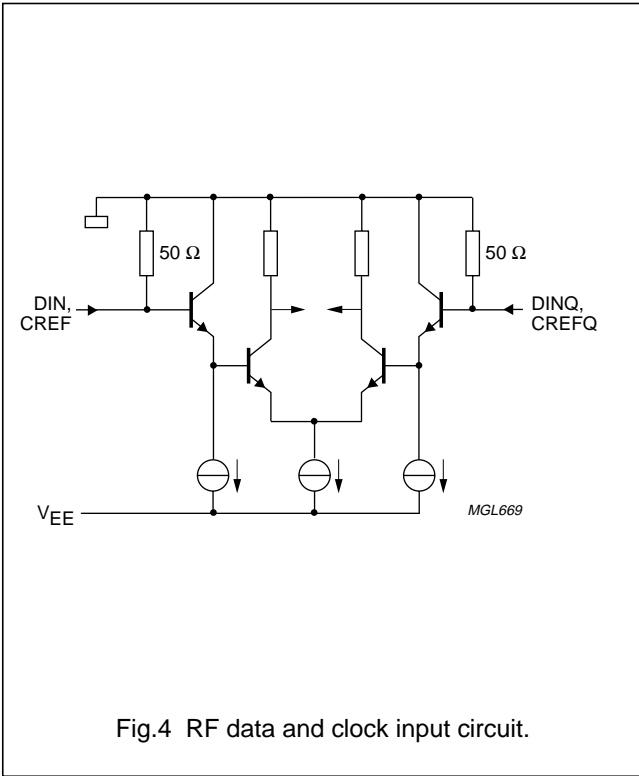 50 Ω
50 Ω
DIN,
CREF
DINQ,
CREFQ
VEE
MGL669
Fig.4 RF data and clock input circuit.